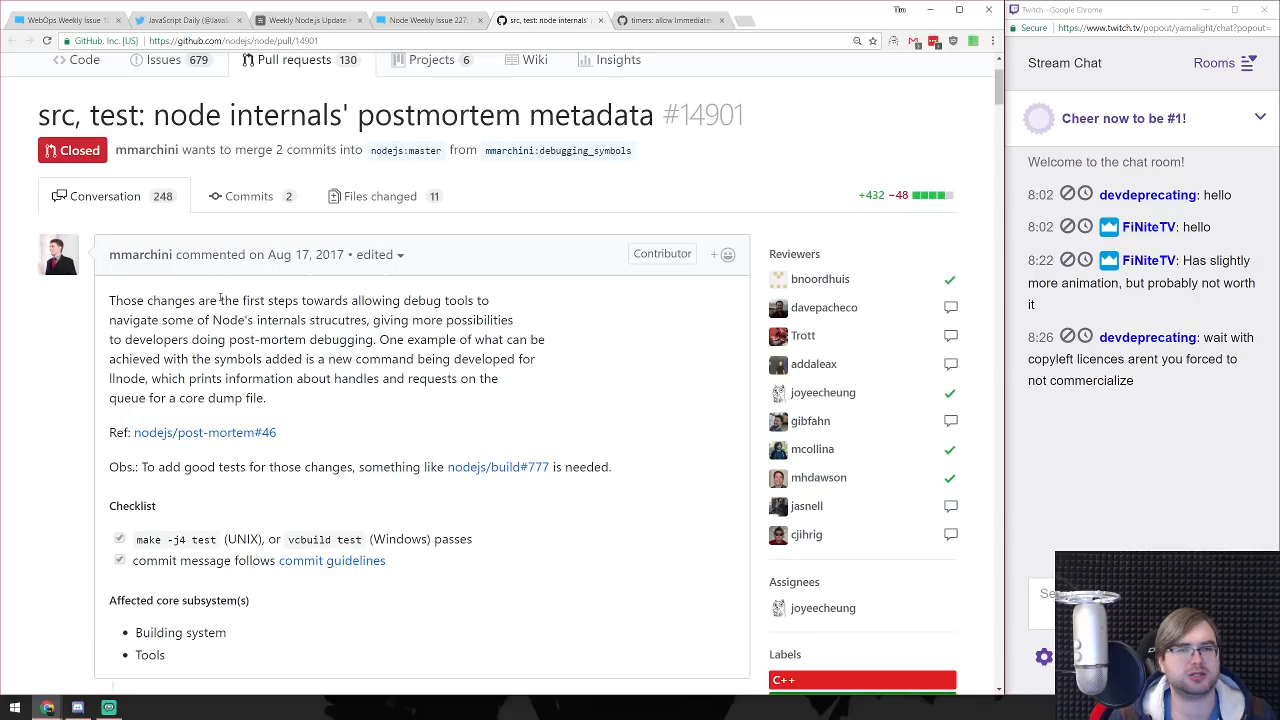 WebOps Weekly Issue 15
JavaScript Daily (@JavaS
Weekly Node.js Update -
Node Weekly Issue 227:
src, test: node internals'
timers: allow Immediates
Tim
GitHub, Inc. [US]
https://github.com/nodejs/node/pull/14901
Code
Issues 679
Pull requests 130
Projects 6
Wiki
Insights
src, test: node internals' postmortem metadata #14901
Closed
mmarchini wants to merge 2 commits into nodejs:master from mmarchini:debugging_symbols
Conversation 248
Commits 2
Files changed 11
+432 −48
mmarchini commented on Aug 17, 2017 • edited
Contributor
Those changes are the first steps towards allowing debug tools to
navigate some of Node's internals structures, giving more possibilities
to developers doing post-mortem debugging. One example of what can be
achieved with the symbols added is a new command being developed for
llnode, which prints information about handles and requests on the
queue for a core dump file.
Ref: nodejs/post-mortem#46
Obs.: To add good tests for those changes, something like nodejs/build#777 is needed.
Checklist
make -j4 test (UNIX), or vcbuild test (Windows) passes
commit message follows commit guidelines
Affected core subsystem(s)
• Building system
• Tools
Reviewers
bnoordhuis
davepacheco
Trott
addaleax
joyeecheung
gibfahn
mcollina
mhdawson
jasnell
cjihrig
Assignees
joyeecheung
Labels
C++
Twitch - Google Chrome
Secure
https://www.twitch.tv/popout/yamalight/chat?popout=
Stream Chat
Rooms
Cheer now to be #1!
Welcome to the chat room!
8:02 devdeprecating: hello
8:02 FiNiteTV: hello
8:22 FiNiteTV: Has slightly
more animation, but probably not worth
it
8:26 devdeprecating: wait with
copyleft licences arent you forced to
not commercialize